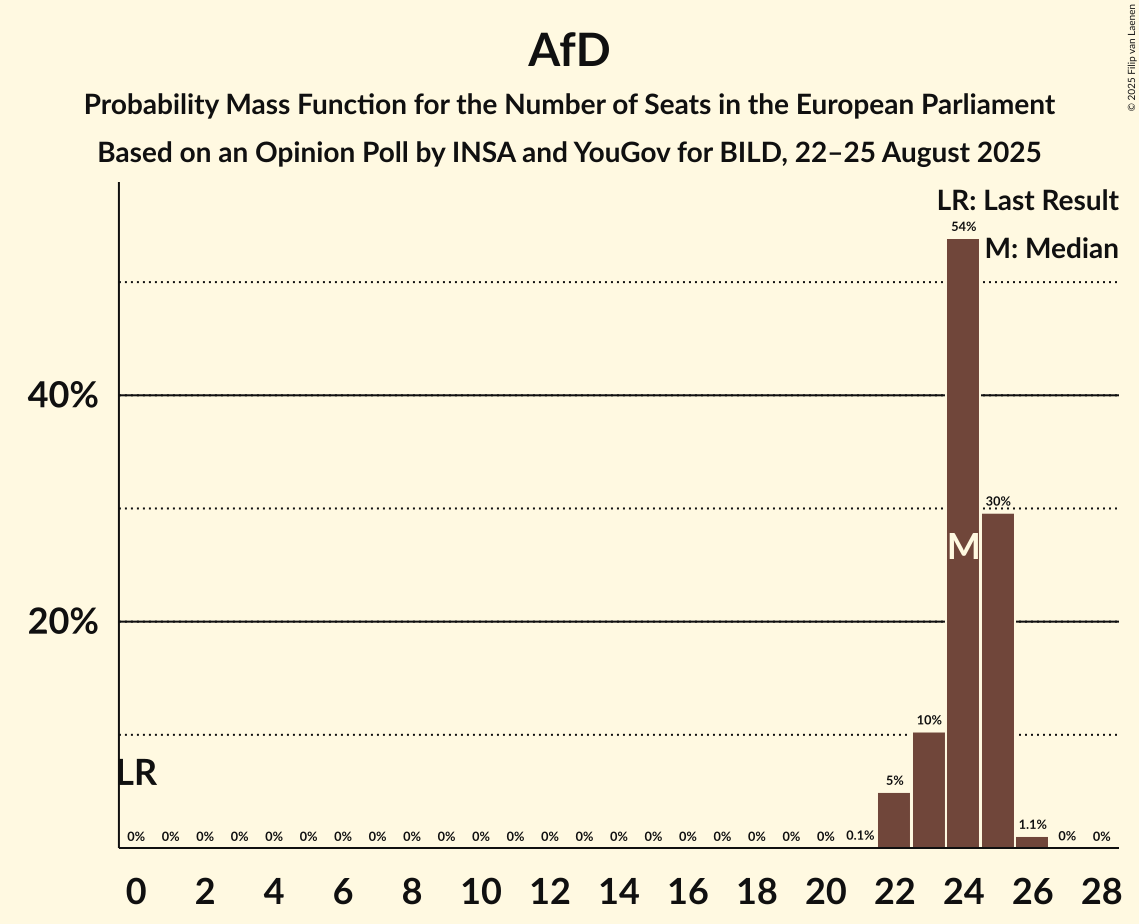 AfD
Probability Mass Function for the Number of Seats in the European Parliament
Based on an Opinion Poll by INSA and YouGov for BILD, 22–25 August 2025
© 2025 Filip van Laenen
LR: Last Result
M: Median
54%
40%
30%
M
20%
10%
LR
5%
0% 0% 0% 0% 0% 0% 0% 0% 0% 0% 0% 0% 0% 0% 0% 0% 0% 0% 0% 0% 0% 0.1% 1.1% 0% 0%
0 2 4 6 8 10 12 14 16 18 20 22 24 26 28